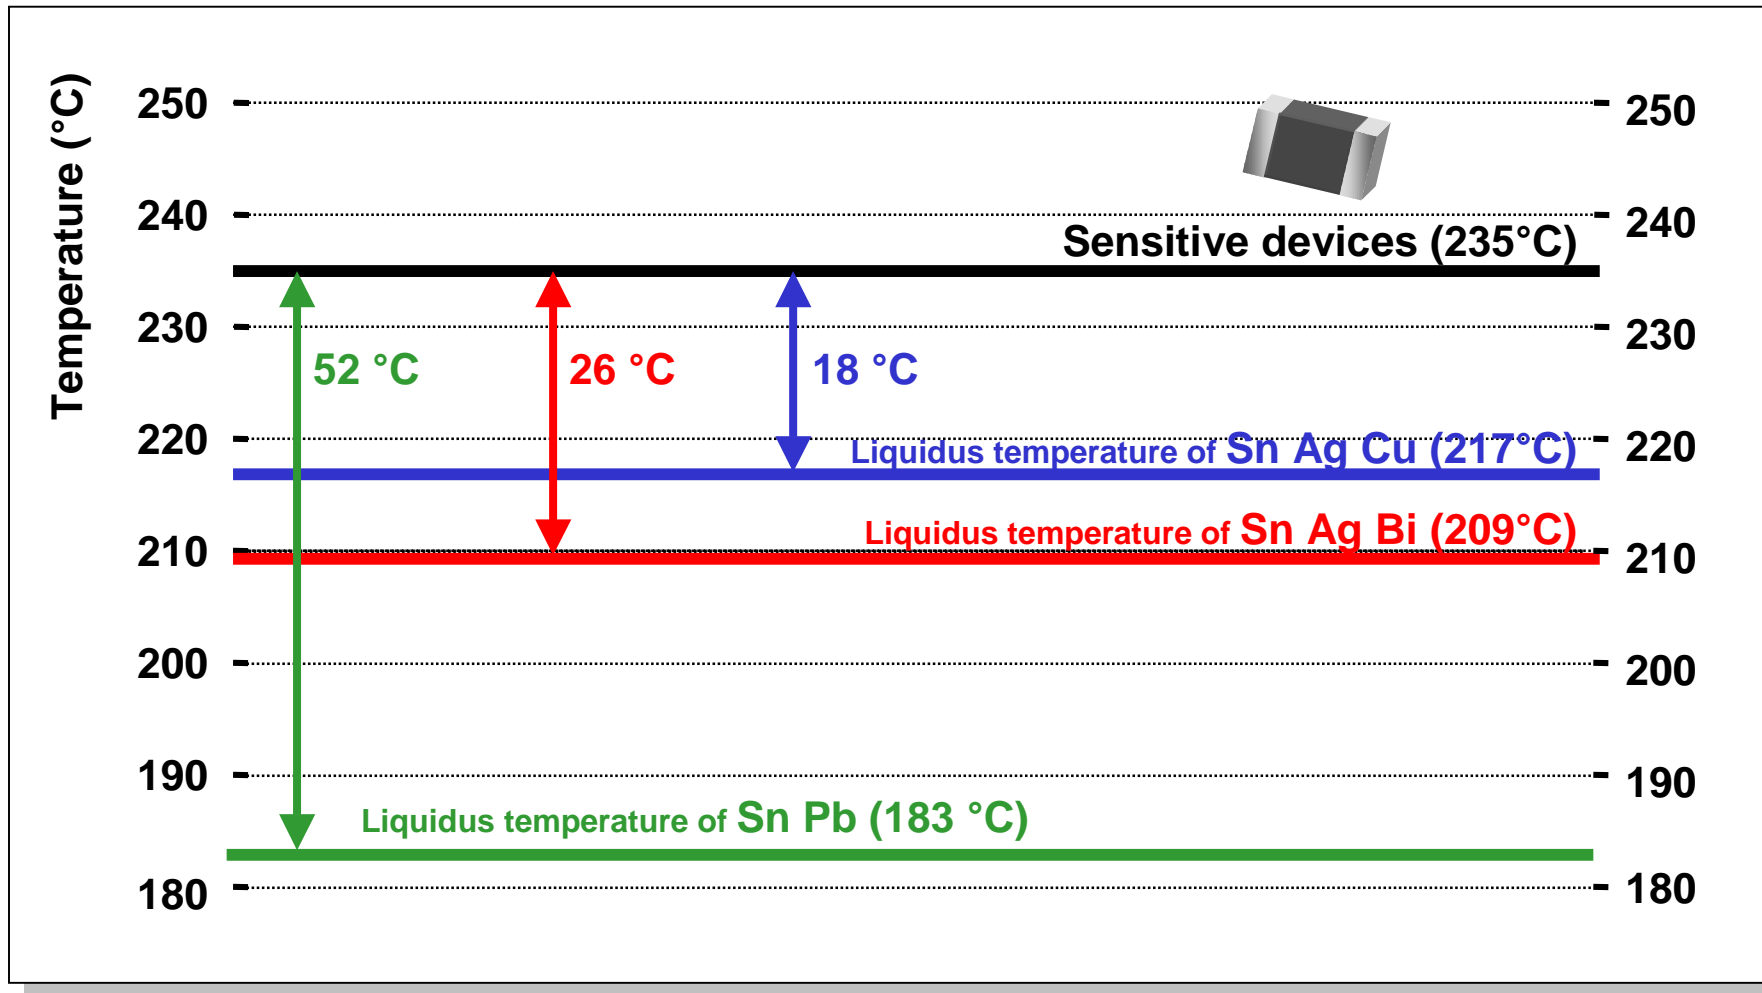 Temperature (°C)
250 250
240 240
Sensitive devices (235°C)
230 230
52 °C 26 °C 18 °C
220 220
Liquidus temperature of Sn Ag Cu (217°C)
Liquidus temperature of Sn Ag Bi (209°C)
210 210
200 200
190 190
Liquidus temperature of Sn Pb (183 °C)
180 180